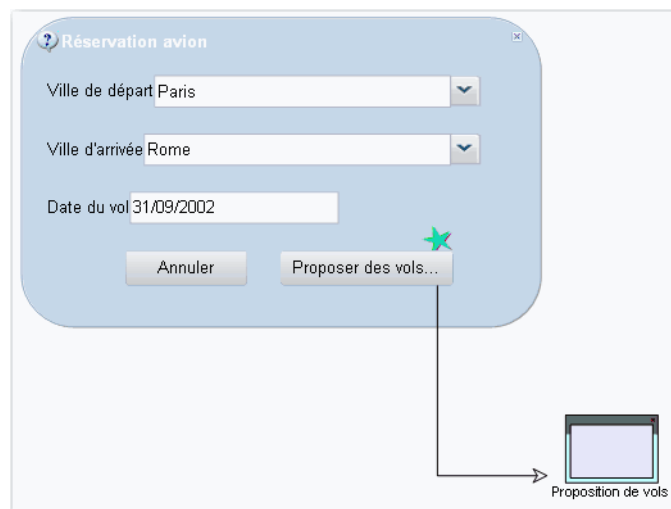 Réservation avion
Ville de départ Paris
Ville d'arrivée Rome
Date du vol 31/09/2002
Annuler
Proposer des vols...
Proposition de vols